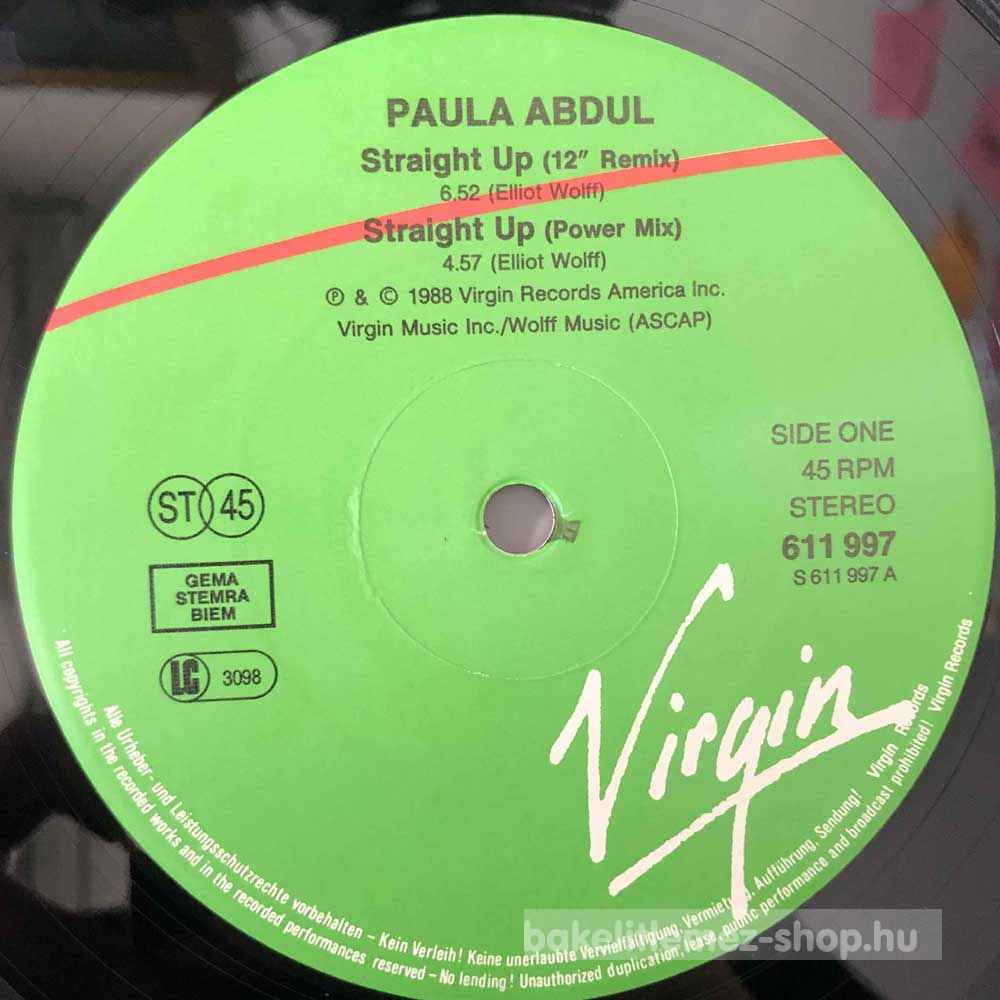 PAULA ABDUL
Straight Up (12" Remix)
6.52 (Elliot Wolff)
Straight Up (Power Mix)
4.57 (Elliot Wolff)
℗ & © 1988 Virgin Records America Inc.
Virgin Music Inc./Wolff Music (ASCAP)
SIDE ONE
45 RPM
STEREO
611 997
S 611 997 A
ST 45
GEMA
STEMRA
BIEM
LC 3098
Virgin
Alle Urheber- und Leistungsschutzrechte vorbehalten – Kein Verleih! Keine unerlaubte Vervielfältigung, Vermietung, Aufführung, Sendung! Virgin Records
All copyrights in the recorded works and in the recorded performances reserved – No lending! Unauthorized duplication, lease, public performance and broadcast prohibited! Virgin Records
bakelitlemez-shop.hu